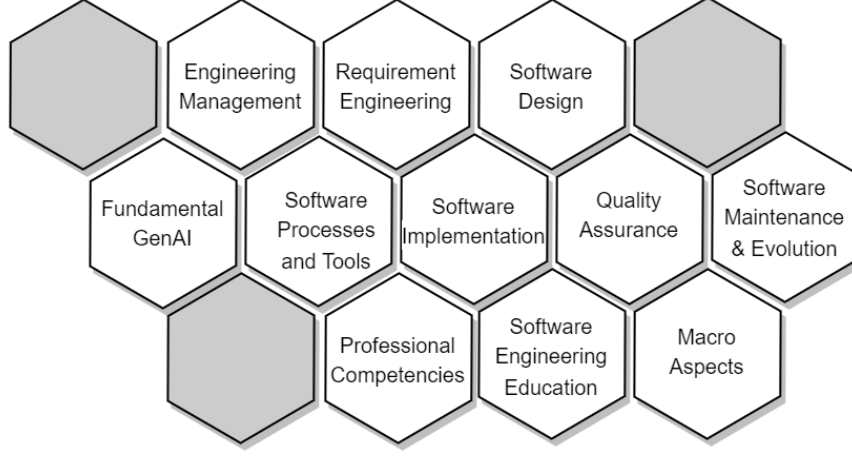 Engineering
Management
Requirement
Engineering
Software
Design
Fundamental
GenAI
Software
Processes
and Tools
Software
Implementation
Quality
Assurance
Software
Maintenance
& Evolution
Professional
Competencies
Software
Engineering
Education
Macro
Aspects